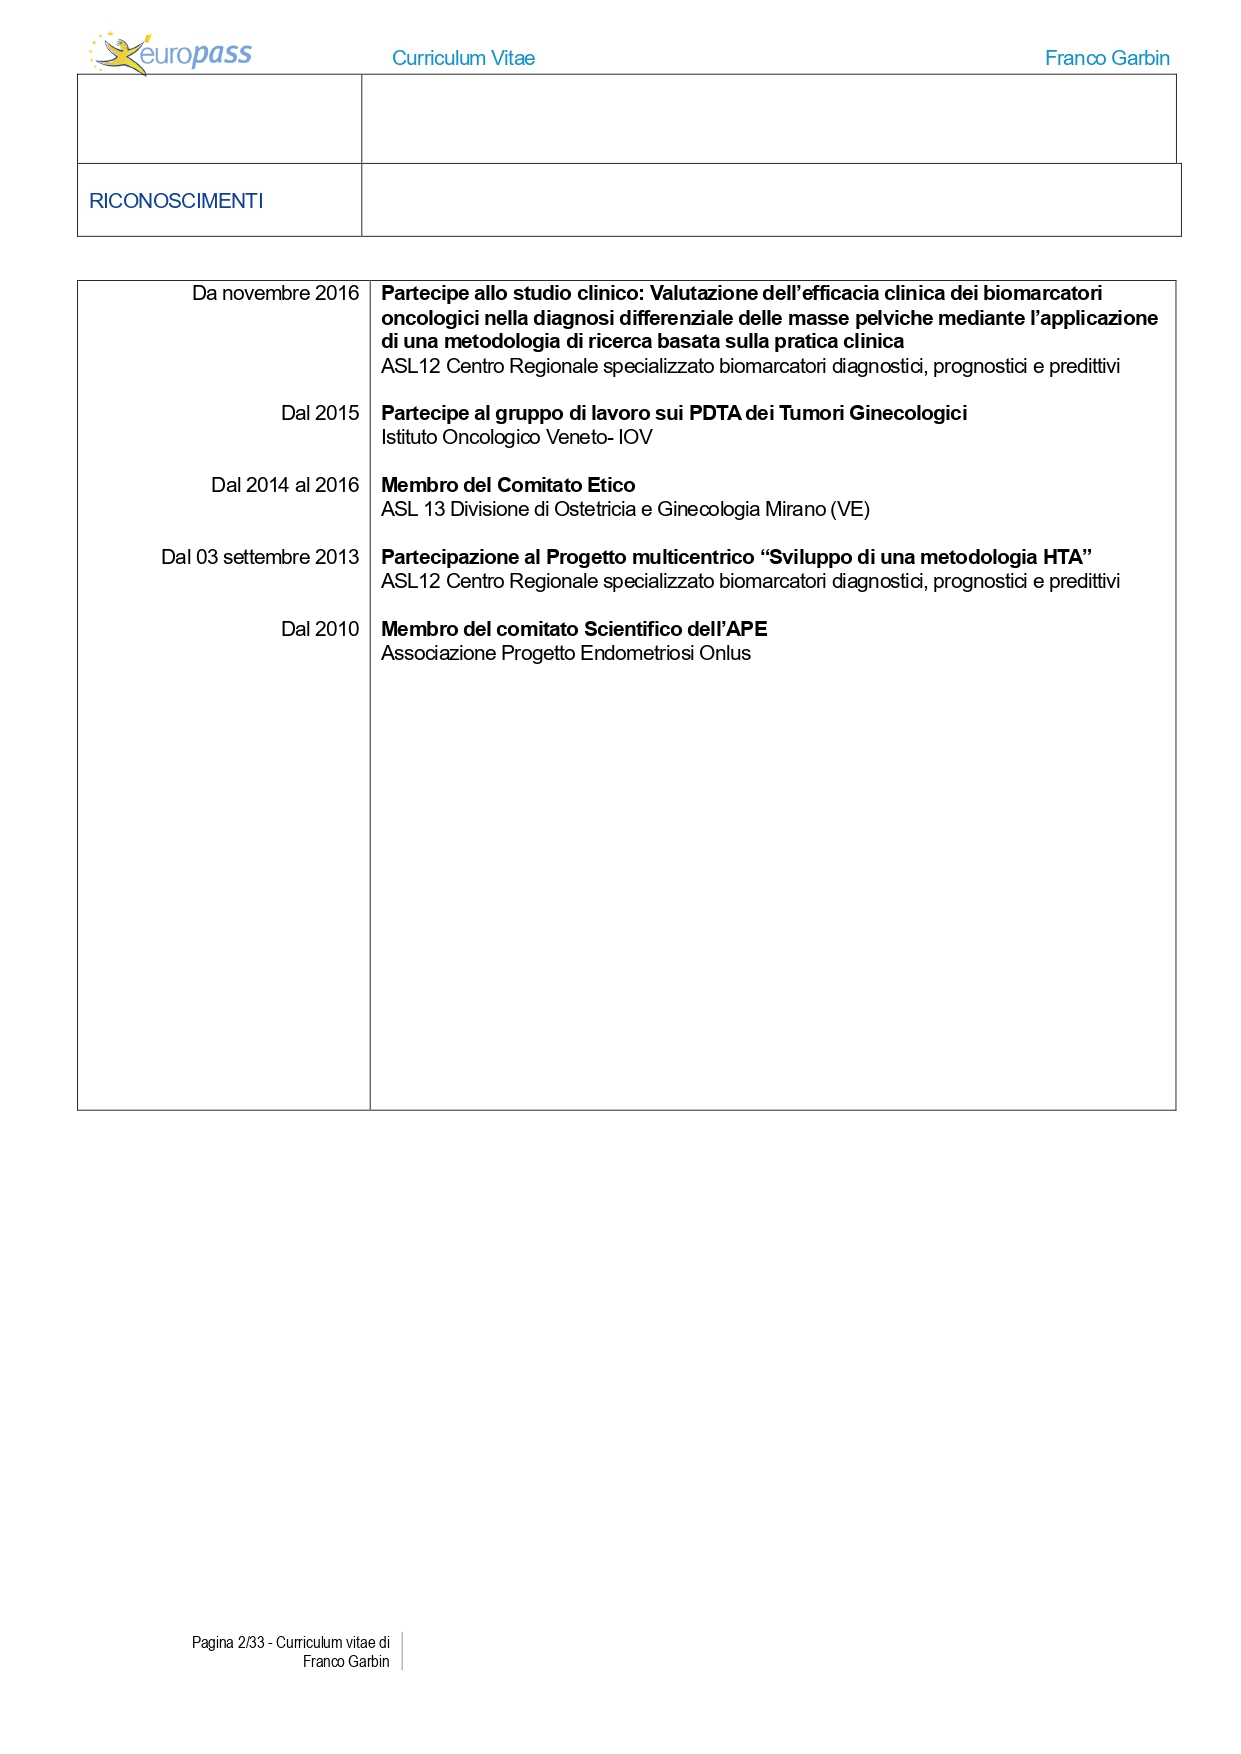 europass
Curriculum Vitae
Franco Garbin
RICONOSCIMENTI
Da novembre 2016
Partecipe allo studio clinico: Valutazione dell’efficacia clinica dei biomarcatori
oncologici nella diagnosi differenziale delle masse pelviche mediante l’applicazione
di una metodologia di ricerca basata sulla pratica clinica
ASL12 Centro Regionale specializzato biomarcatori diagnostici, prognostici e predittivi
Dal 2015
Partecipe al gruppo di lavoro sui PDTA dei Tumori Ginecologici
Istituto Oncologico Veneto- IOV
Dal 2014 al 2016
Membro del Comitato Etico
ASL 13 Divisione di Ostetricia e Ginecologia Mirano (VE)
Dal 03 settembre 2013
Partecipazione al Progetto multicentrico “Sviluppo di una metodologia HTA”
ASL12 Centro Regionale specializzato biomarcatori diagnostici, prognostici e predittivi
Dal 2010
Membro del comitato Scientifico dell’APE
Associazione Progetto Endometriosi Onlus
Pagina 2/33 - Curriculum vitae di
Franco Garbin